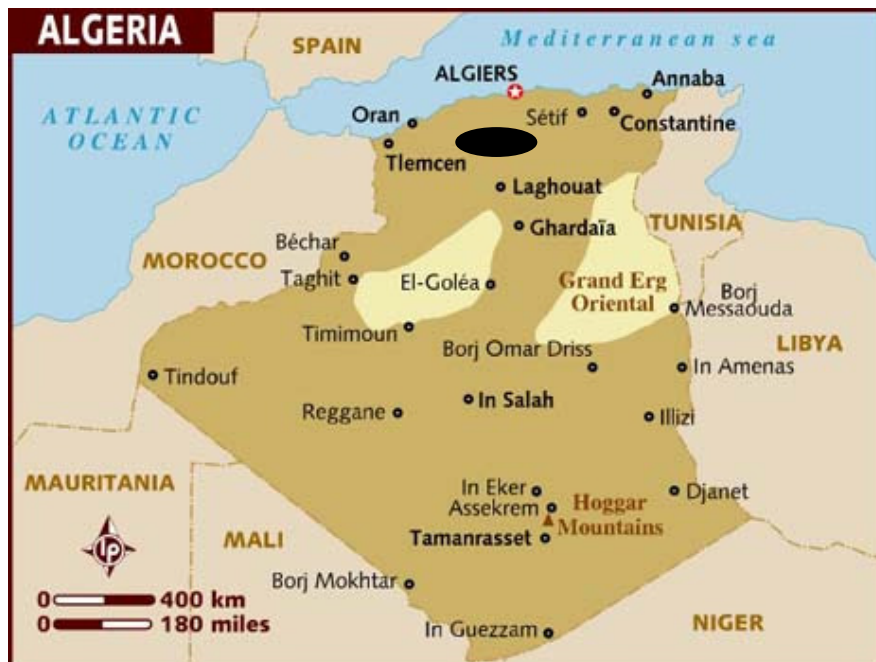 ALGERIA
SPAIN
Mediterranean sea
ATLANTIC
OCEAN
ALGIERS
Annaba
Oran
Sétif
Constantine
Tlemcen
Laghouat
Ghardaïa
TUNISIA
MOROCCO
Béchar
Taghit
El-Goléa
Grand Erg
Oriental
Borj
Messaouda
Timimoun
Borj Omar Driss
LIBYA
In Amenas
Tindouf
In Salah
Reggane
Illizi
MAURITANIA
In Eker
Djanet
Assekrem
Hoggar
Mountains
Tamanrasset
MALI
lp
Borj Mokhtar
0 400 km
0 180 miles
In Guezzam
NIGER